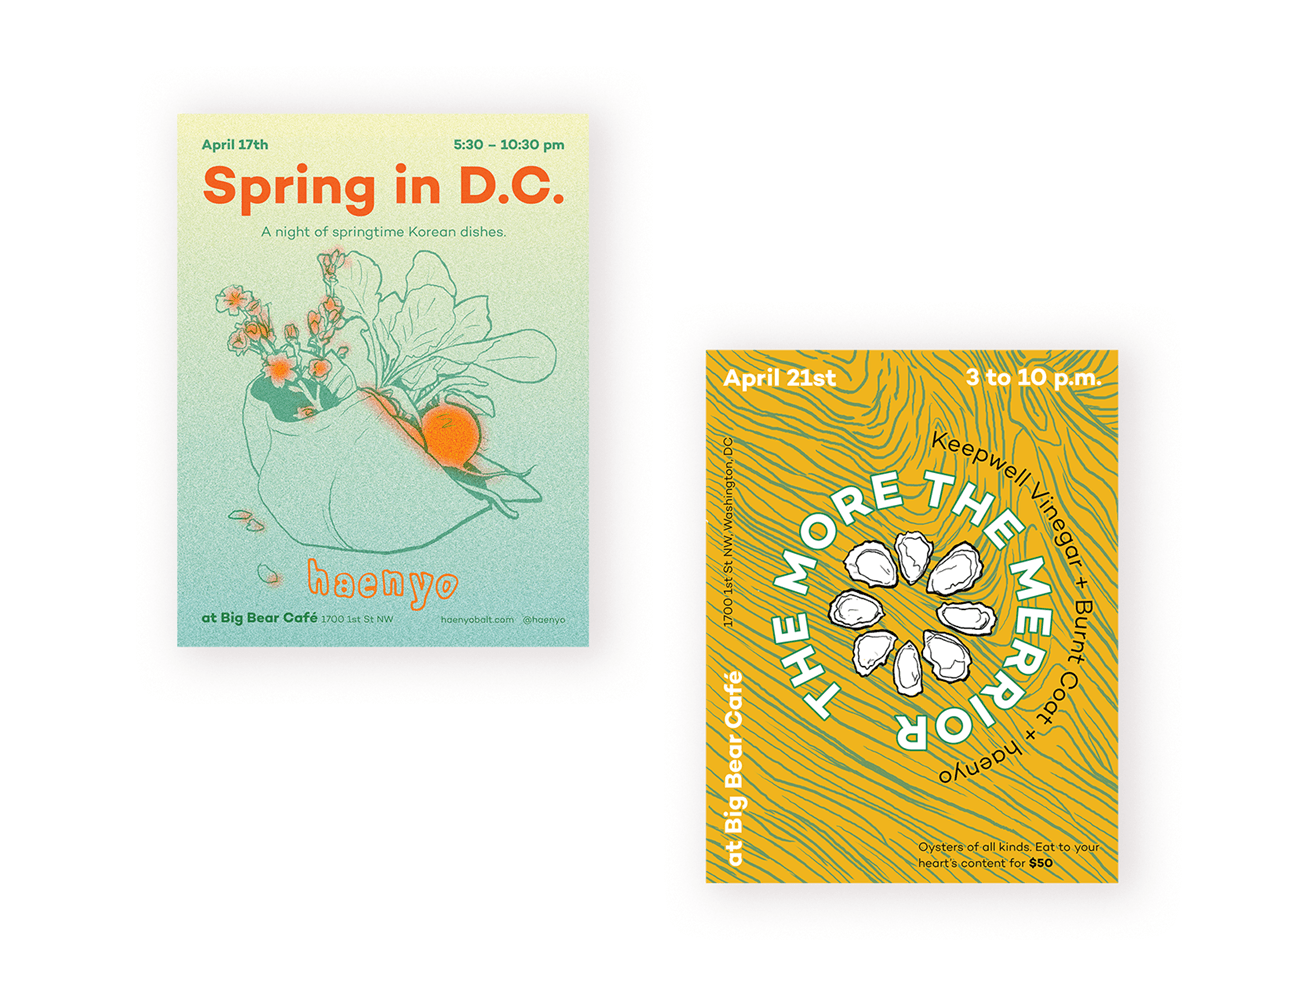 April 17th
5:30 – 10:30 pm
Spring in D.C.
A night of springtime Korean dishes.
haenyo
at Big Bear Café 1700 1st St NW
haenyobalt.com @haenyo
April 21st
3 to 10 p.m.
1700 1st St NW, Washington, DC.
at Big Bear Café
THE MORE THE MERRIOR
Keepwell Vinegar + Burnt Coat + haenyo
Oysters of all kinds. Eat to your
heart's content for $50